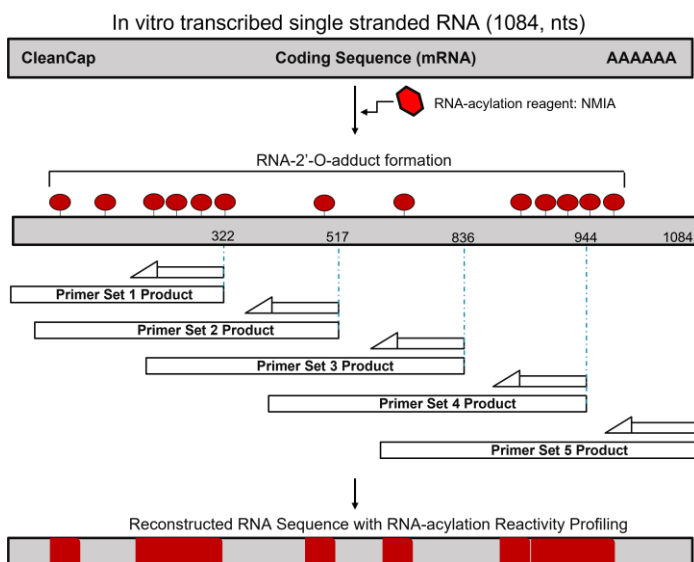 In vitro transcribed single stranded RNA (1084, nts)
CleanCap Coding Sequence (mRNA) AAAAAA
RNA-acylation reagent: NMIA
RNA-2'-O-adduct formation
322 517 836 944 1084
Primer Set 1 Product
Primer Set 2 Product
Primer Set 3 Product
Primer Set 4 Product
Primer Set 5 Product
Reconstructed RNA Sequence with RNA-acylation Reactivity Profiling